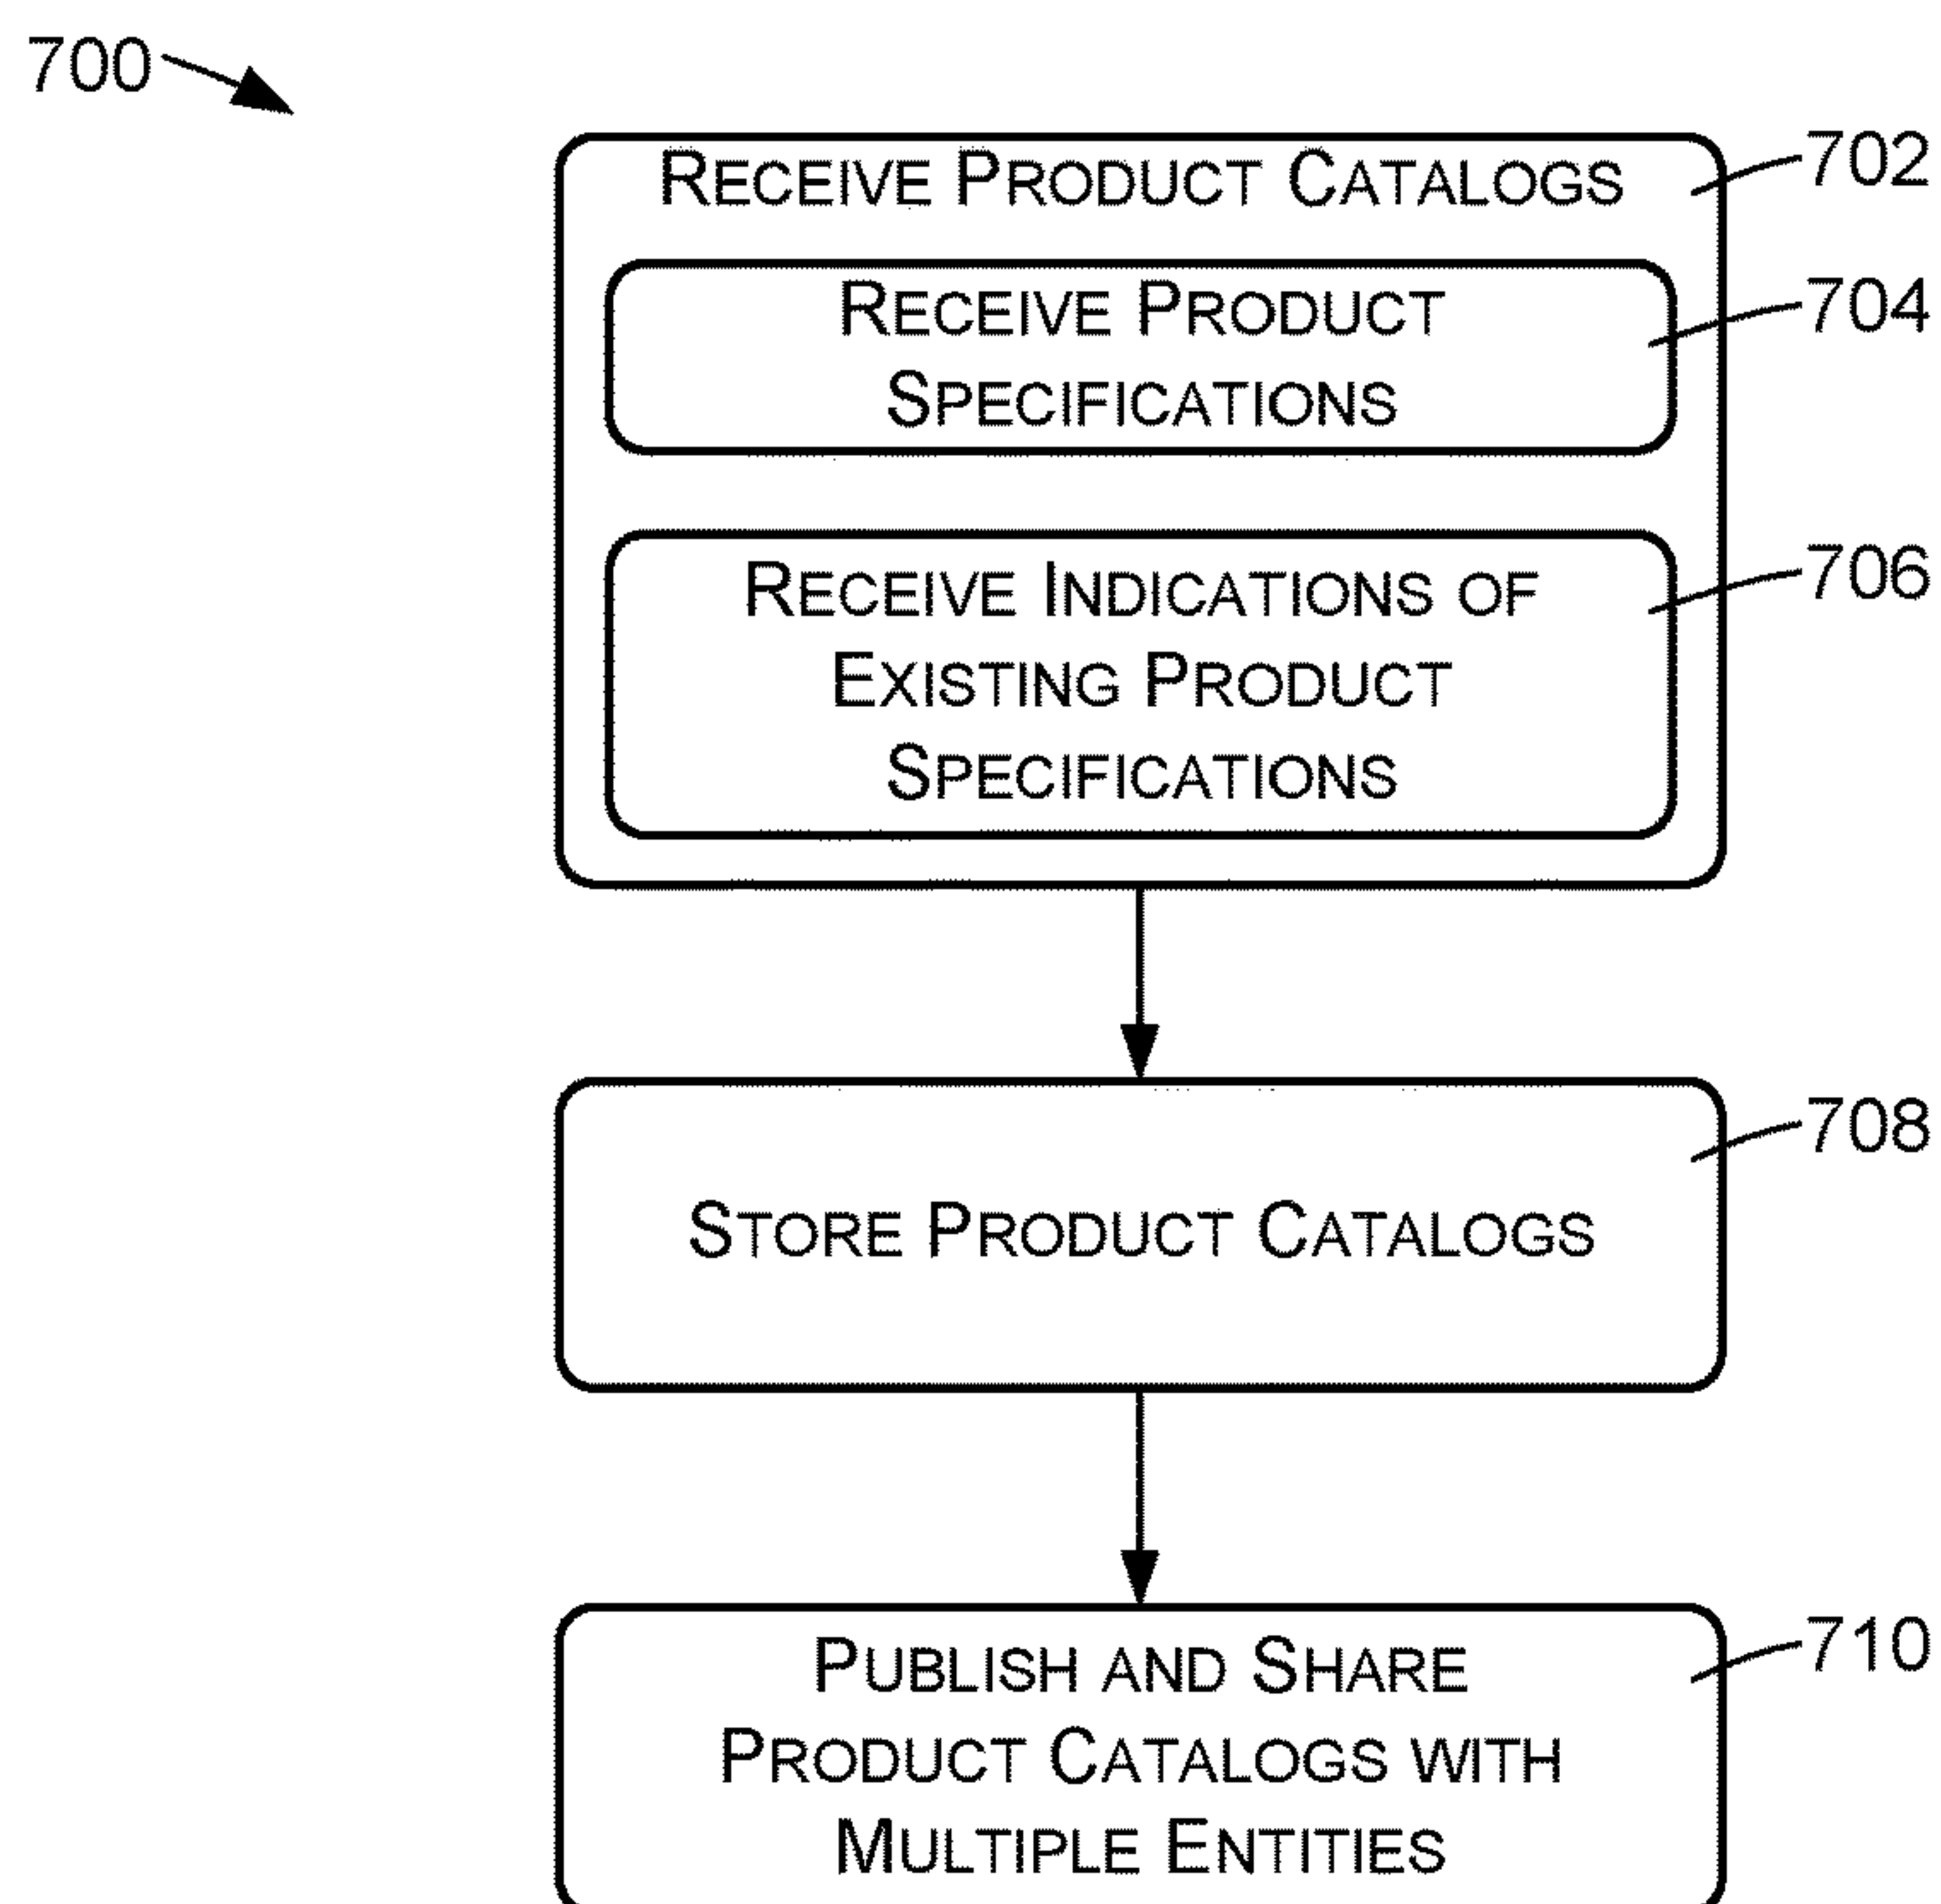 700
RECEIVE PRODUCT CATALOGS
702
RECEIVE PRODUCT
SPECIFICATIONS
704
RECEIVE INDICATIONS OF
EXISTING PRODUCT
SPECIFICATIONS
706
STORE PRODUCT CATALOGS
708
PUBLISH AND SHARE
PRODUCT CATALOGS WITH
MULTIPLE ENTITIES
710